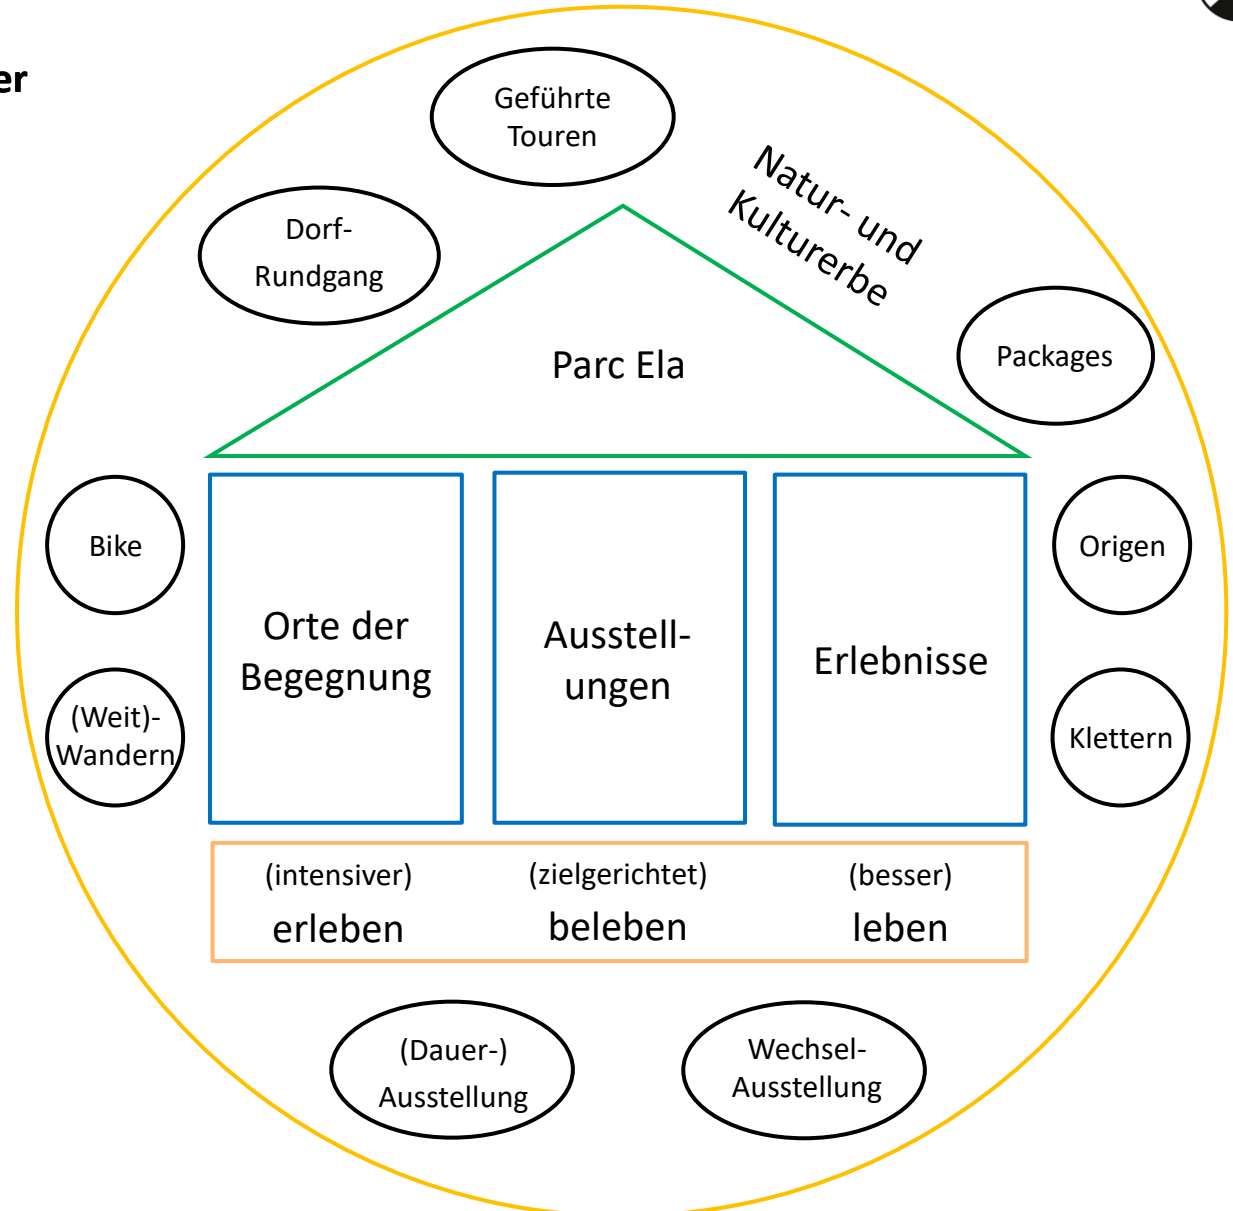 er
Geführte
Touren
Natur- und
Kulturerbe
Dorf-
Rundgang
Parc Ela
Packages
Bike
Origen
Orte der
Begegnung
Ausstell-
ungen
Erlebnisse
(Weit)-
Wandern
Klettern
(intensiver)
erleben
(zielgerichtet)
beleben
(besser)
leben
(Dauer-)
Ausstellung
Wechsel-
Ausstellung